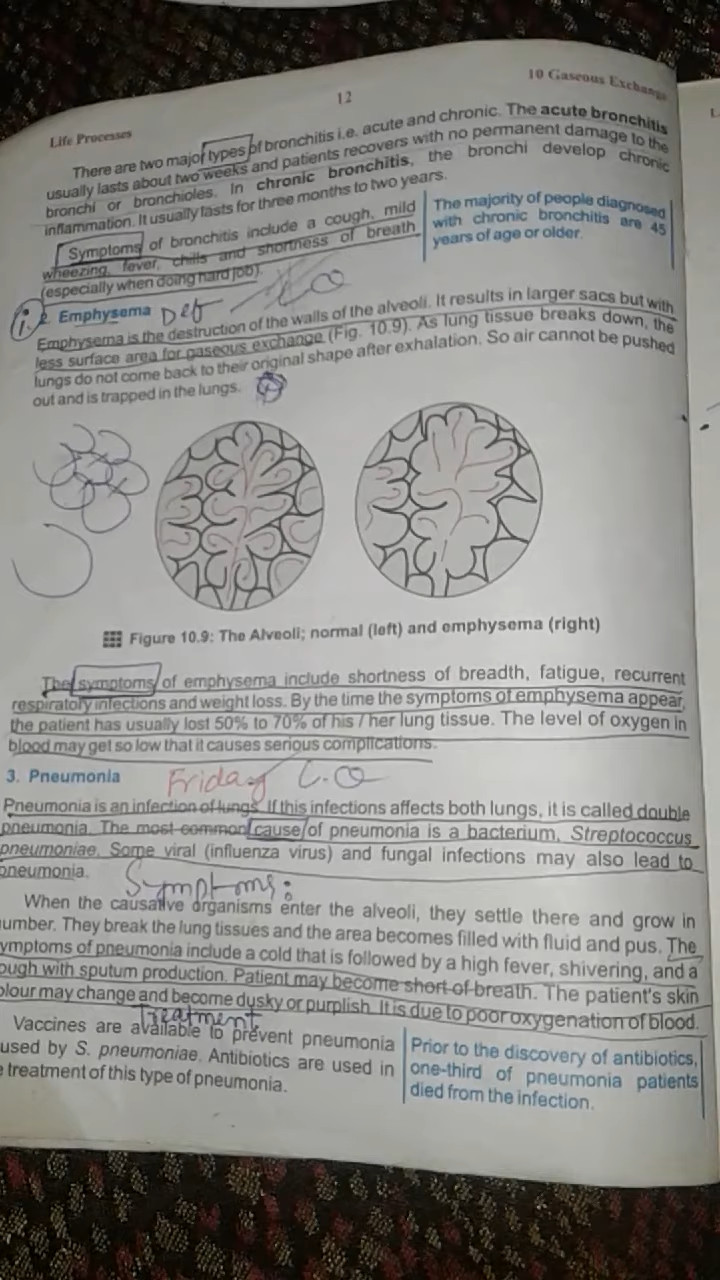 Life Processes 12 10 Gaseous Exchange
There are two major types of bronchitis i.e. acute and chronic. The acute bronchitis
usually lasts about two weeks and patients recovers with no permanent damage to the
bronchi or bronchioles. In chronic bronchitis, the bronchi develop chronic
inflammation. It usually lasts for three months to two years.
Symptoms of bronchitis include a cough, mild
wheezing, fever, chills and shortness of breath
(especially when doing hard job).
The majority of people diagnosed
with chronic bronchitis are 45
years of age or older.
2. Emphysema Def
Emphysema is the destruction of the walls of the alveoli. It results in larger sacs but with
less surface area for gaseous exchange (Fig. 10.9). As lung tissue breaks down, the
lungs do not come back to their original shape after exhalation. So air cannot be pushed
out and is trapped in the lungs.
Figure 10.9: The Alveoli; normal (left) and emphysema (right)
The symptoms of emphysema include shortness of breadth, fatigue, recurrent
respiratory infections and weight loss. By the time the symptoms of emphysema appear,
the patient has usually lost 50% to 70% of his / her lung tissue. The level of oxygen in
blood may get so low that it causes serious complications.
3. Pneumonia Friday
Pneumonia is an infection of lungs. If this infections affects both lungs, it is called double
pneumonia. The most common cause of pneumonia is a bacterium, Streptococcus
pneumoniae. Some viral (influenza virus) and fungal infections may also lead to
pneumonia. Symptoms:
When the causative organisms enter the alveoli, they settle there and grow in
umber. They break the lung tissues and the area becomes filled with fluid and pus. The
ymptoms of pneumonia include a cold that is followed by a high fever, shivering, and a
ough with sputum production. Patient may become short of breath. The patient's skin
olour may change and become dusky or purplish. It is due to poor oxygenation of blood.
Treatment
Vaccines are available to prevent pneumonia
used by S. pneumoniae. Antibiotics are used in
e treatment of this type of pneumonia.
Prior to the discovery of antibiotics,
one-third of pneumonia patients
died from the infection.